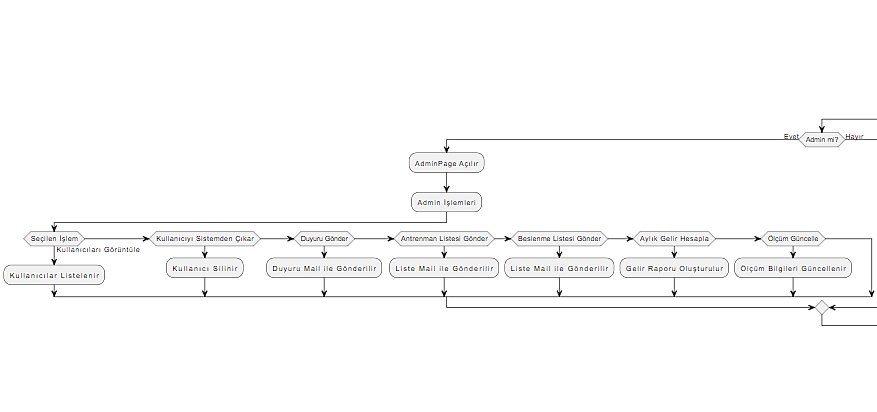 Evet
Admin mi?
Hayır
AdminPage Açılır
Admin İşlemleri
Seçilen İşlem
Kullanıcıyı Sistemden Çıkar
Duyuru Gönder
Antrenman Listesi Gönder
Beslenme Listesi Gönder
Aylık Gelir Hesapla
Ölçüm Güncelle
Kullanıcıları Görüntüle
Kullanıcılar Listelenir
Kullanıcı Silinir
Duyuru Mail ile Gönderilir
Liste Mail ile Gönderilir
Liste Mail ile Gönderilir
Gelir Raporu Oluşturulur
Ölçüm Bilgileri Güncellenir